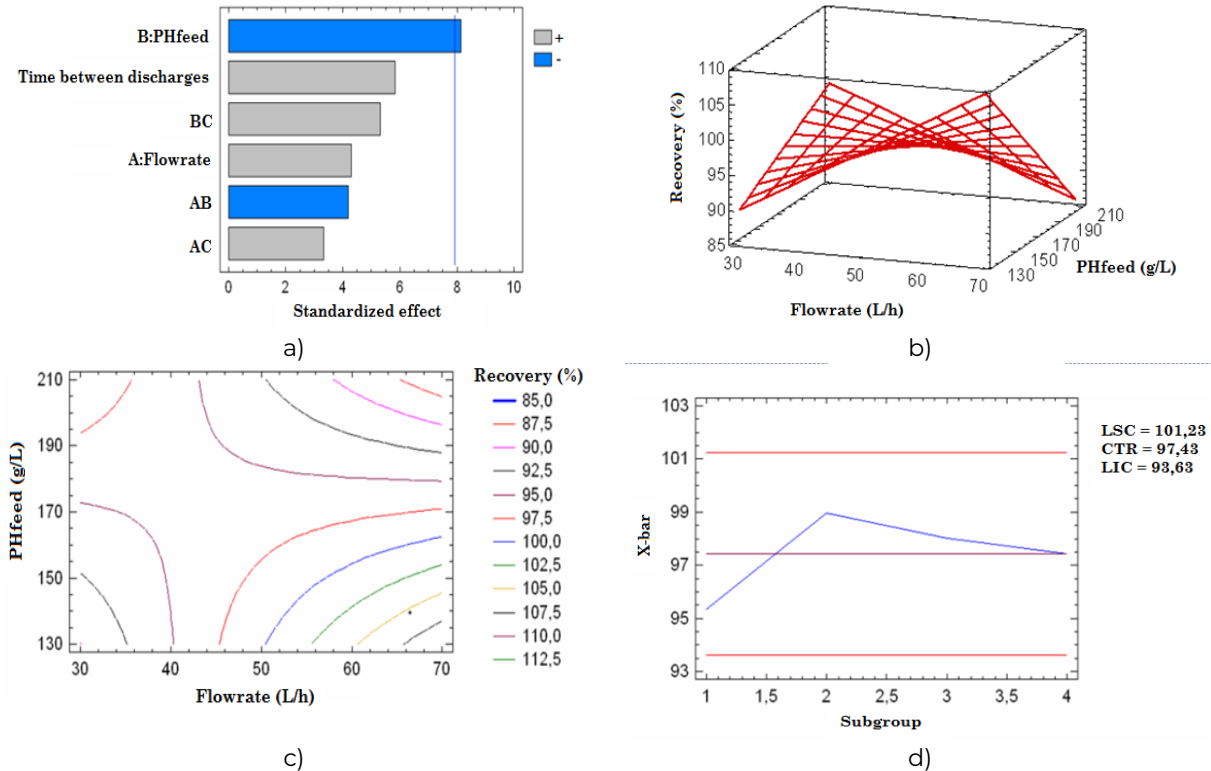 B:PHfeed
Time between discharges
BC
A:Flowrate
AB
AC
0 2 4 6 8 10
Standardized effect
+
-
a)
110
105
100
95
90
85
Recovery (%)
30 40 50 60 70
Flowrate (L/h)
130 150 170 190 210
PHfeed (g/L)
b)
210
190
170
150
130
PHfeed (g/L)
30 40 50 60 70
Flowrate (L/h)
Recovery (%)
85,0
87,5
90,0
92,5
95,0
97,5
100,0
102,5
105,0
107,5
110,0
112,5
c)
103
101
99
97
95
93
X-bar
1 1,5 2 2,5 3 3,5 4
Subgroup
LSC = 101,23
CTR = 97,43
LIC = 93,63
d)